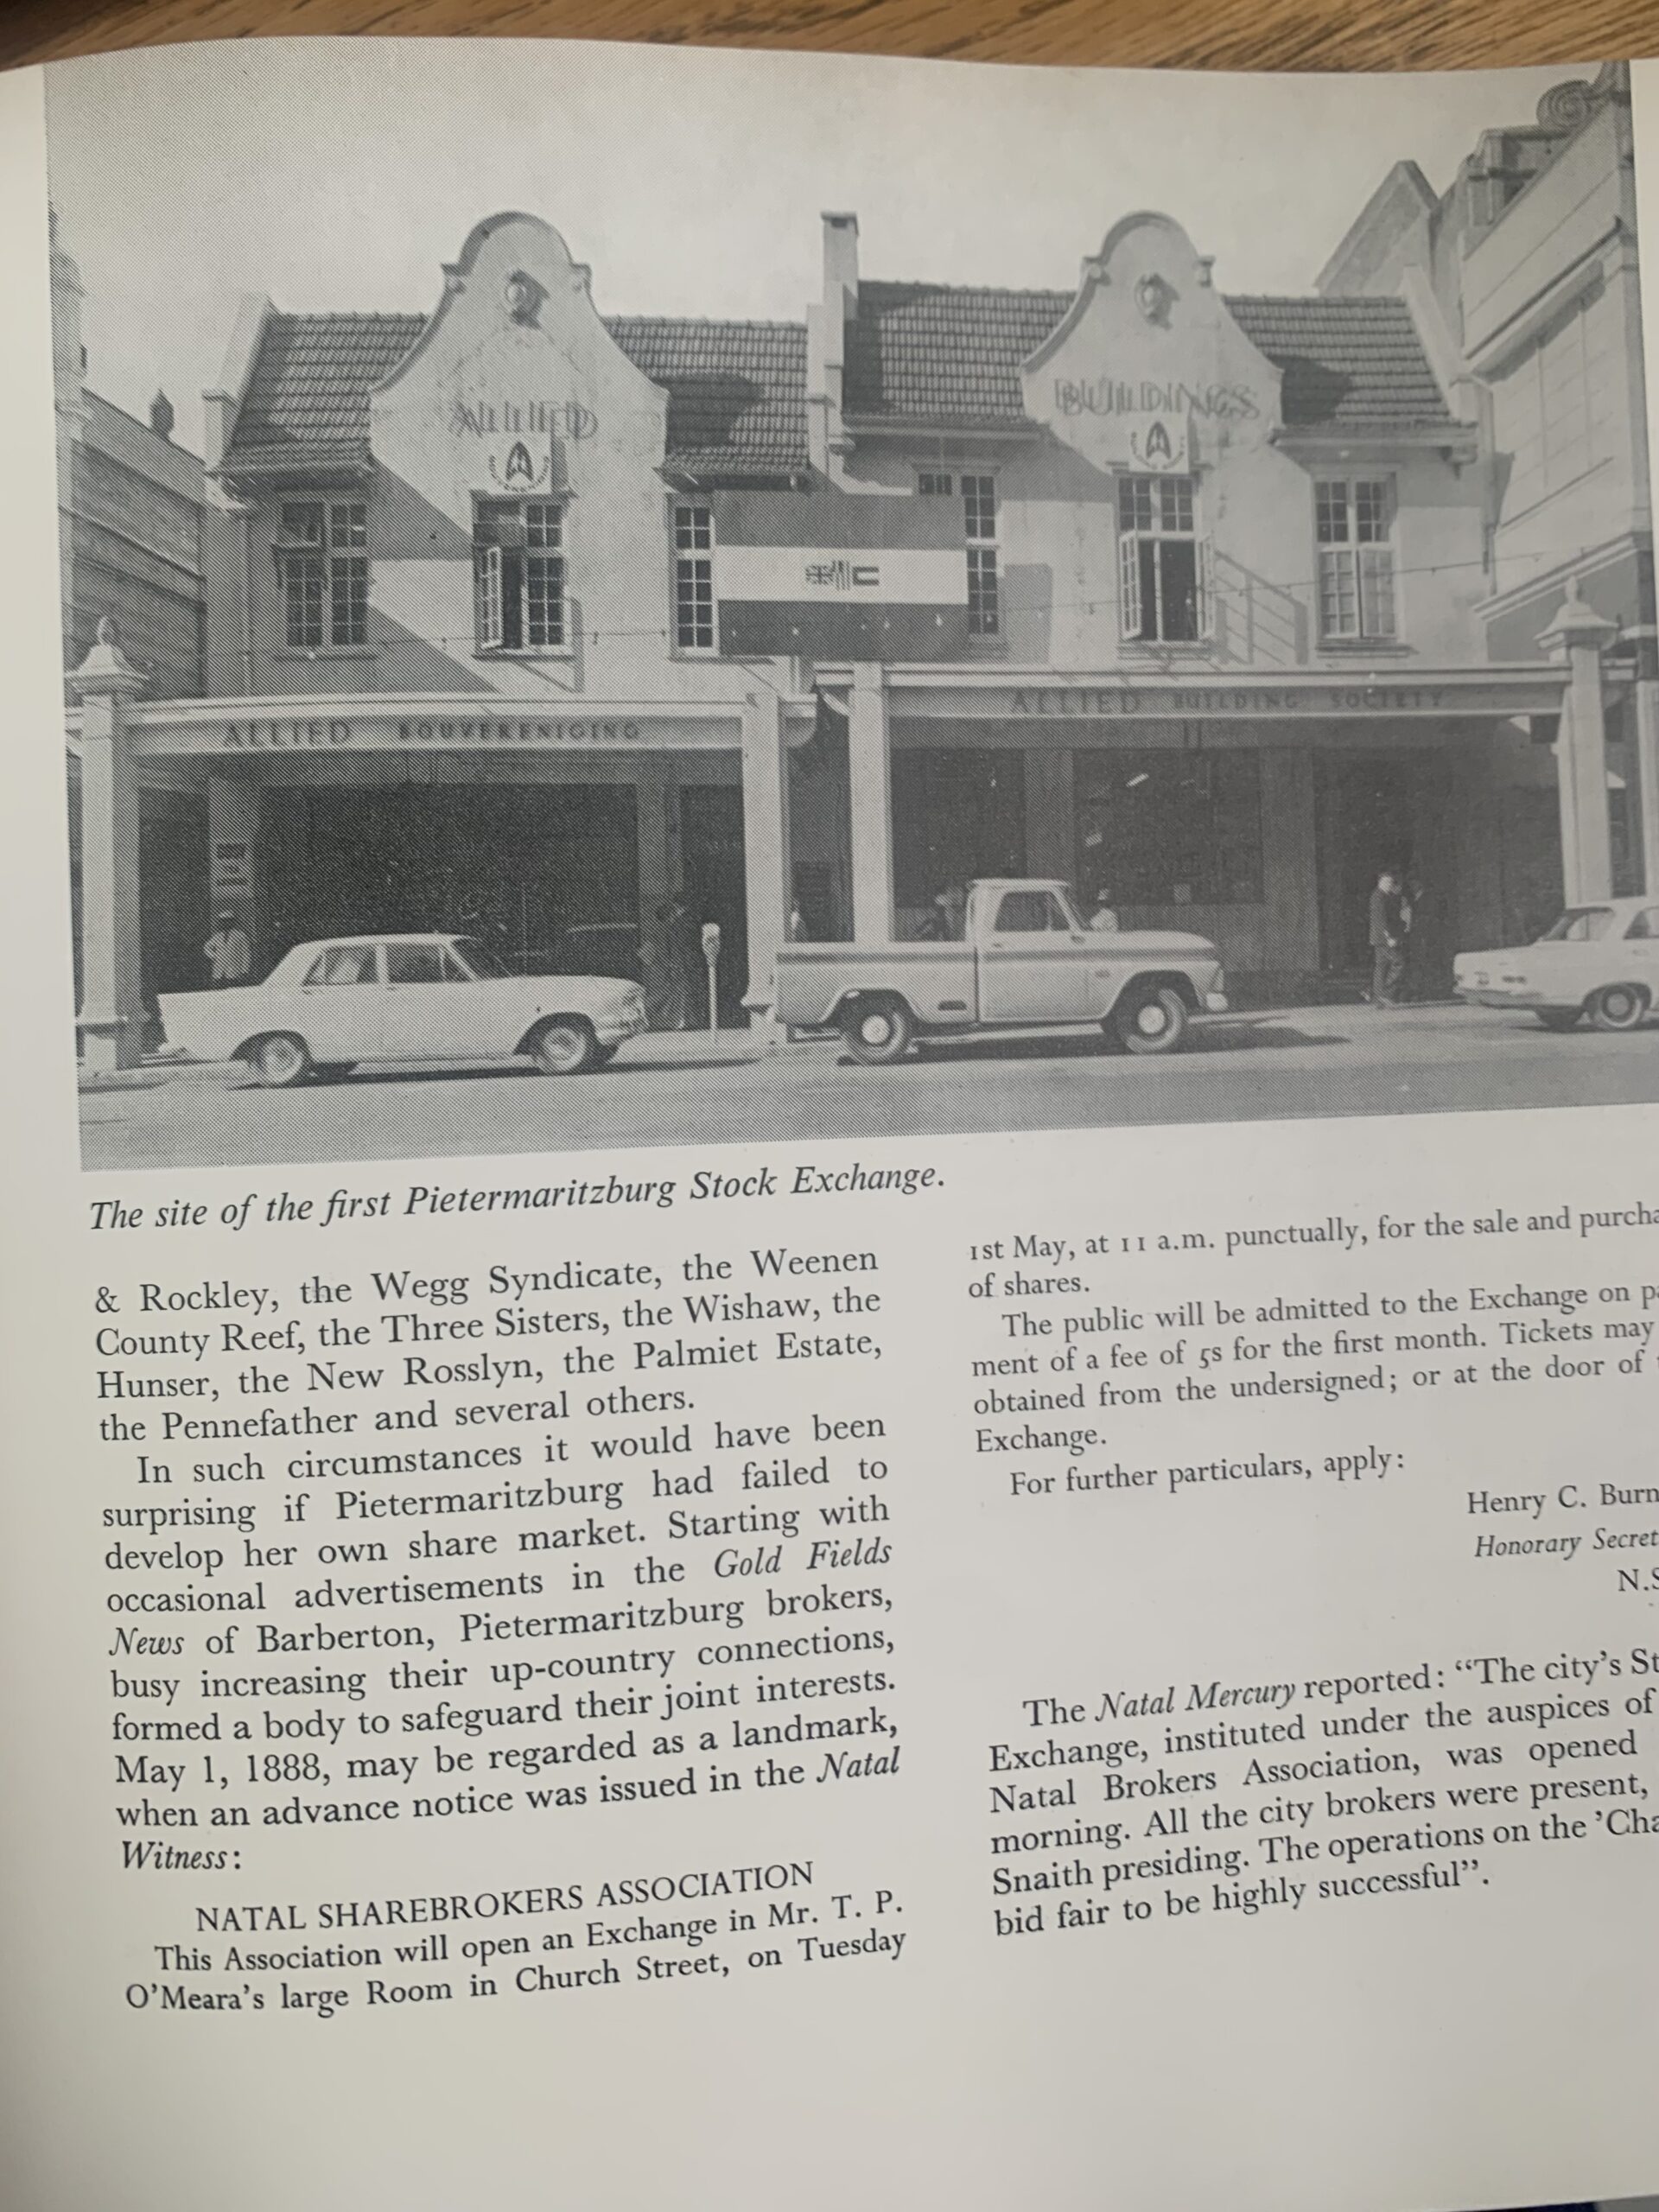 ALLIED
BUILDINGS
ALLIED BOUVERENIGING
ALLIED BUILDING SOCIETY
The site of the first Pietermaritzburg Stock Exchange.
& Rockley, the Wegg Syndicate, the Weenen
County Reef, the Three Sisters, the Wishaw, the
Hunser, the New Rosslyn, the Palmiet Estate,
the Pennefather and several others.
In such circumstances it would have been
surprising if Pietermaritzburg had failed to
develop her own share market. Starting with
occasional advertisements in the Gold Fields
News of Barberton, Pietermaritzburg brokers,
busy increasing their up-country connections,
formed a body to safeguard their joint interests.
May 1, 1888, may be regarded as a landmark,
when an advance notice was issued in the Natal
Witness:
NATAL SHAREBROKERS ASSOCIATION
This Association will open an Exchange in Mr. T. P.
O'Meara's large Room in Church Street, on Tuesday
1st May, at 11 a.m. punctually, for the sale and purcha
of shares.
The public will be admitted to the Exchange on pa
ment of a fee of 5s for the first month. Tickets may
obtained from the undersigned; or at the door of
Exchange.
For further particulars, apply:
Henry C. Burn
Honorary Secret
N.S
The Natal Mercury reported: “The city's St
Exchange, instituted under the auspices of
Natal Brokers Association, was opened
morning. All the city brokers were present,
Snaith presiding. The operations on the 'Cha
bid fair to be highly successful”.